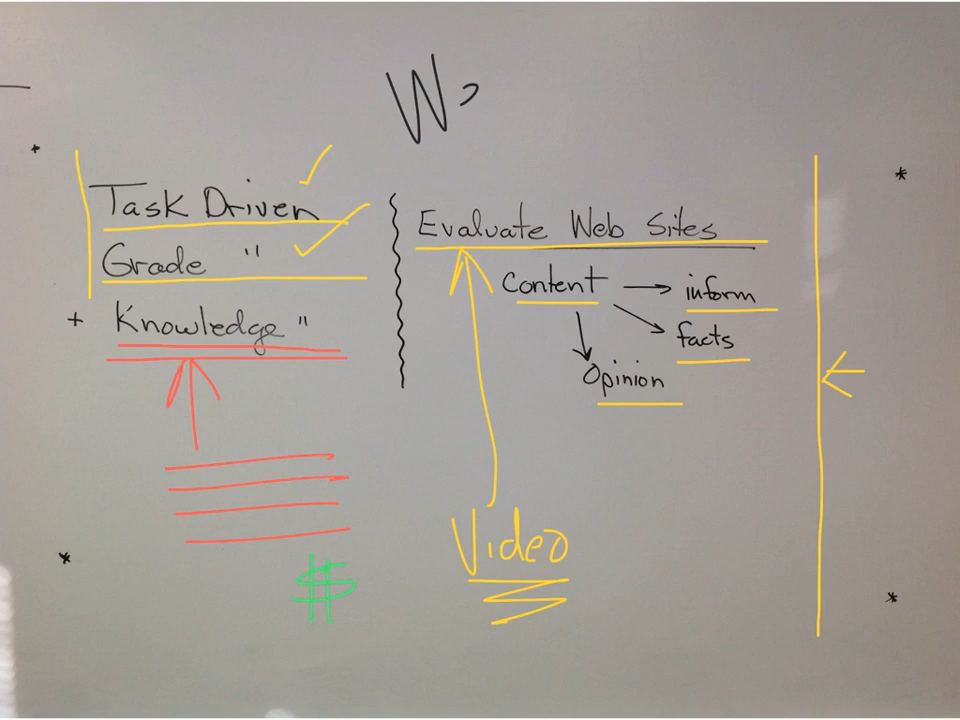 W
Task Driven
Grade "
+ Knowledge "
Evaluate Web Sites
Content → inform
facts
Opinion
Video
$